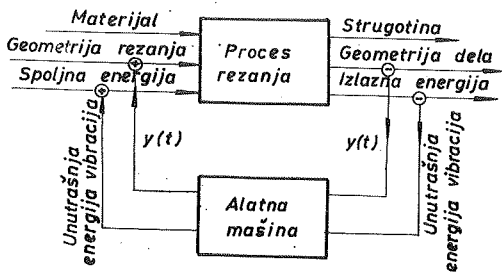 Materijal
Geometrija rezanja
Spoljna energija
Proces
rezanja
Strugotina
Geometrija dela
Izlazna energija
y(t)
y(t)
Unutrašnja
energija vibracija
Alatna
mašina
Unutrašnja
energija vibracija